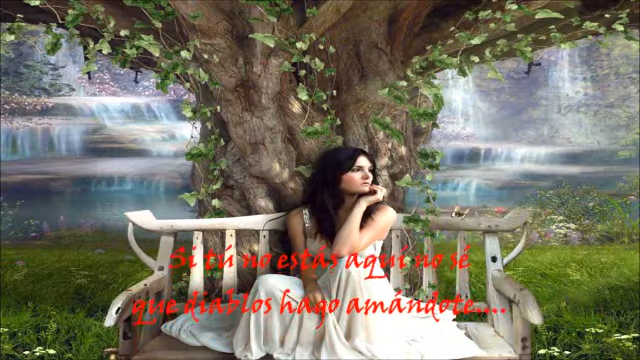 Si tú no estás aquí no sé
que diablos hago amándote....